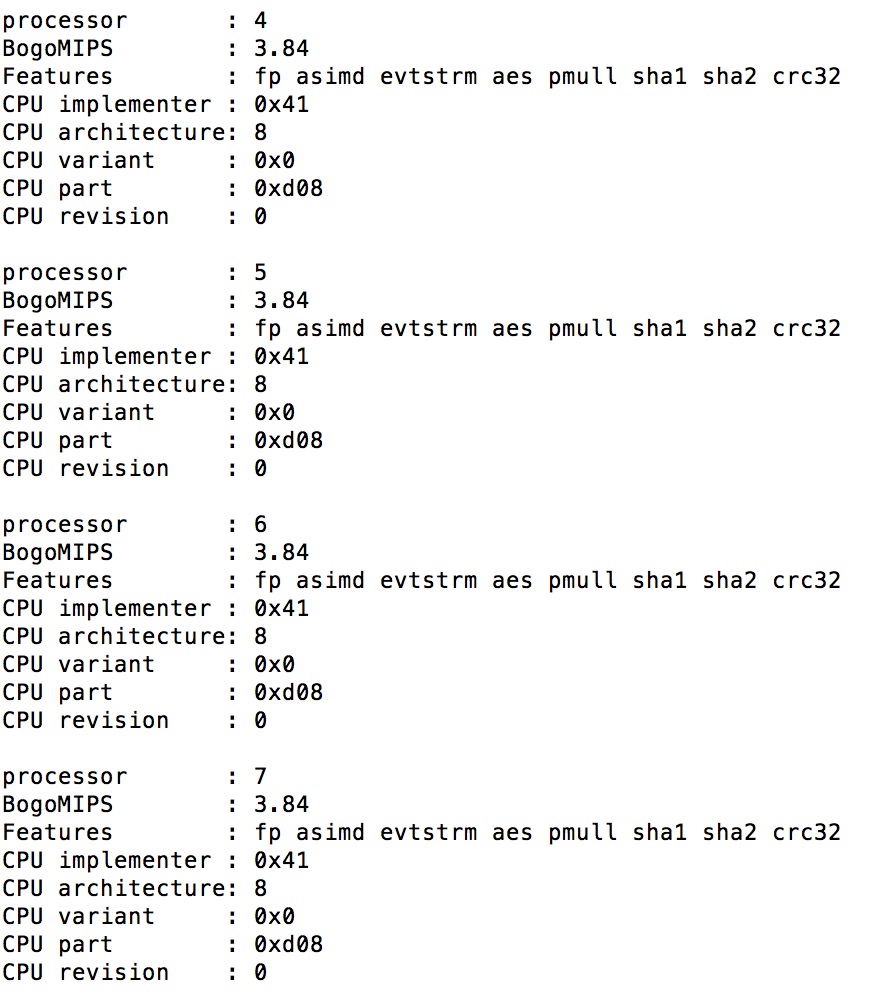 processor       : 4
BogoMIPS        : 3.84
Features        : fp asimd evtstrm aes pmull sha1 sha2 crc32
CPU implementer : 0x41
CPU architecture: 8
CPU variant     : 0x0
CPU part        : 0xd08
CPU revision    : 0

processor       : 5
BogoMIPS        : 3.84
Features        : fp asimd evtstrm aes pmull sha1 sha2 crc32
CPU implementer : 0x41
CPU architecture: 8
CPU variant     : 0x0
CPU part        : 0xd08
CPU revision    : 0

processor       : 6
BogoMIPS        : 3.84
Features        : fp asimd evtstrm aes pmull sha1 sha2 crc32
CPU implementer : 0x41
CPU architecture: 8
CPU variant     : 0x0
CPU part        : 0xd08
CPU revision    : 0

processor       : 7
BogoMIPS        : 3.84
Features        : fp asimd evtstrm aes pmull sha1 sha2 crc32
CPU implementer : 0x41
CPU architecture: 8
CPU variant     : 0x0
CPU part        : 0xd08
CPU revision    : 0